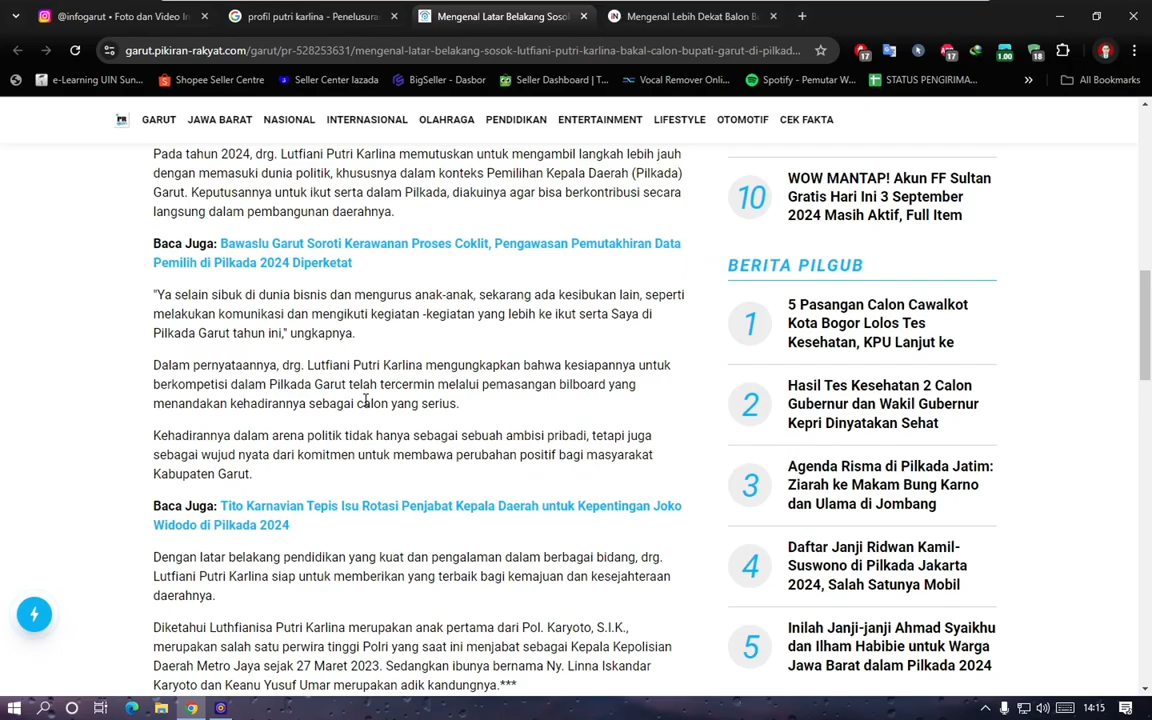 @infogarut • Foto dan Video In
profil putri karlina - Penelusura
Mengenal Latar Belakang Soso
Mengenal Lebih Dekat Balon B
garut.pikiran-rakyat.com/garut/pr-528253631/mengenal-latar-belakang-sosok-lutfiani-putri-karlina-bakal-calon-bupati-garut-di-pilkad...
17
17
1.00
18
e-Learning UIN Sun...
Shopee Seller Centre
Seller Center lazada
BigSeller - Dasbor
Seller Dashboard | T...
Vocal Remover Onli...
Spotify - Pemutar W...
STATUS PENGIRIMA...
»
All Bookmarks
PR
GARUT
JAWA BARAT
NASIONAL
INTERNASIONAL
OLAHRAGA
PENDIDIKAN
ENTERTAINMENT
LIFESTYLE
OTOMOTIF
CEK FAKTA
Pada tahun 2024, drg. Lutfiani Putri Karlina memutuskan untuk mengambil langkah lebih jauh
dengan memasuki dunia politik, khususnya dalam konteks Pemilihan Kepala Daerah (Pilkada)
Garut. Keputusannya untuk ikut serta dalam Pilkada, diakuinya agar bisa berkontribusi secara
langsung dalam pembangunan daerahnya.
Baca Juga: Bawaslu Garut Soroti Kerawanan Proses Coklit, Pengawasan Pemutakhiran Data
Pemilih di Pilkada 2024 Diperketat
"Ya selain sibuk di dunia bisnis dan mengurus anak-anak, sekarang ada kesibukan lain, seperti
melakukan komunikasi dan mengikuti kegiatan -kegiatan yang lebih ke ikut serta Saya di
Pilkada Garut tahun ini," ungkapnya.
Dalam pernyataannya, drg. Lutfiani Putri Karlina mengungkapkan bahwa kesiapannya untuk
berkompetisi dalam Pilkada Garut telah tercermin melalui pemasangan bilboard yang
menandakan kehadirannya sebagai calon yang serius.
Kehadirannya dalam arena politik tidak hanya sebagai sebuah ambisi pribadi, tetapi juga
sebagai wujud nyata dari komitmen untuk membawa perubahan positif bagi masyarakat
Kabupaten Garut.
Baca Juga: Tito Karnavian Tepis Isu Rotasi Penjabat Kepala Daerah untuk Kepentingan Joko
Widodo di Pilkada 2024
Dengan latar belakang pendidikan yang kuat dan pengalaman dalam berbagai bidang, drg.
Lutfiani Putri Karlina siap untuk memberikan yang terbaik bagi kemajuan dan kesejahteraan
daerahnya.
Diketahui Luthfianisa Putri Karlina merupakan anak pertama dari Pol. Karyoto, S.I.K.,
merupakan salah satu perwira tinggi Polri yang saat ini menjabat sebagai Kepala Kepolisian
Daerah Metro Jaya sejak 27 Maret 2023. Sedangkan ibunya bernama Ny. Linna Iskandar
Karyoto dan Keanu Yusuf Umar merupakan adik kandungnya.***
10
WOW MANTAP! Akun FF Sultan
Gratis Hari Ini 3 September
2024 Masih Aktif, Full Item
BERITA PILGUB
1
5 Pasangan Calon Cawalkot
Kota Bogor Lolos Tes
Kesehatan, KPU Lanjut ke
2
Hasil Tes Kesehatan 2 Calon
Gubernur dan Wakil Gubernur
Kepri Dinyatakan Sehat
3
Agenda Risma di Pilkada Jatim:
Ziarah ke Makam Bung Karno
dan Ulama di Jombang
4
Daftar Janji Ridwan Kamil-
Suswono di Pilkada Jakarta
2024, Salah Satunya Mobil
5
Inilah Janji-janji Ahmad Syaikhu
dan Ilham Habibie untuk Warga
Jawa Barat dalam Pilkada 2024
14:15